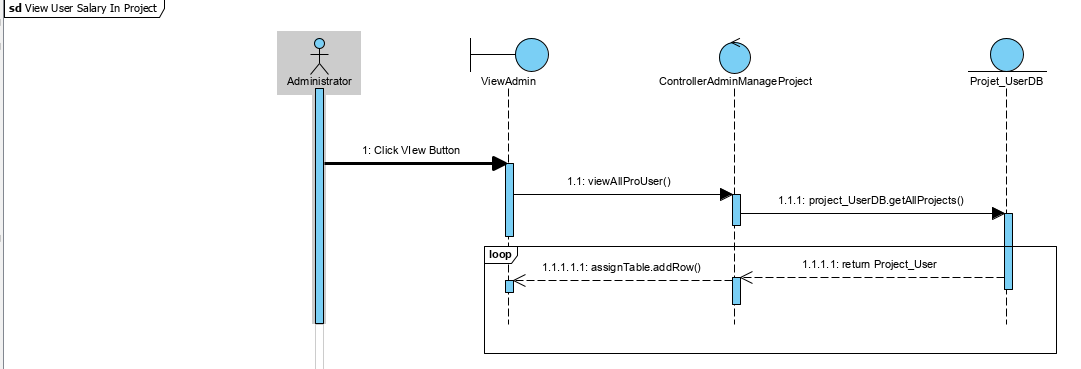 sd View User Salary In Project
Administrator
ViewAdmin
ControllerAdminManageProject
Projet_UserDB
1: Click VIew Button
1.1: viewAllProUser()
1.1.1: project_UserDB.getAllProjects()
loop
1.1.1.1: return Project_User
1.1.1.1.1: assignTable.addRow()